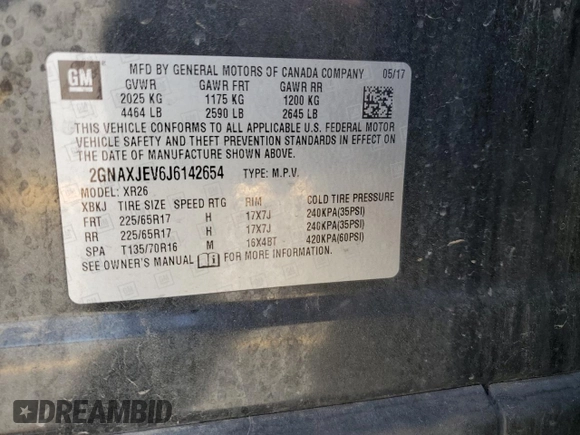 GM
MFD BY GENERAL MOTORS OF CANADA COMPANY 05/17
GVWR GAWR FRT GAWR RR
2025 KG 1175 KG 1200 KG
4464 LB 2590 LB 2645 LB
THIS VEHICLE CONFORMS TO ALL APPLICABLE U.S. FEDERAL MOTOR
VEHICLE SAFETY AND THEFT PREVENTION STANDARDS IN EFFECT ON
THE DATE OF MANUFACTURE SHOWN ABOVE.
2GNAXJEV6J6142654 TYPE: M.P.V.
MODEL: XR26
XBKJ TIRE SIZE SPEED RTG RIM COLD TIRE PRESSURE
FRT 225/65R17 H 17X7J 240KPA(35PSI)
RR 225/65R17 H 17X7J 240KPA(35PSI)
SPA T135/70R16 M 16X4BT 420KPA(60PSI)
SEE OWNER'S MANUAL FOR MORE INFORMATION.
DREAMBID